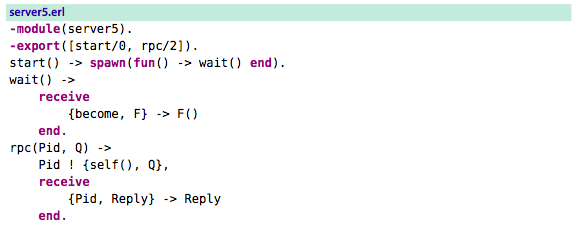 server5.erl
-module(server5).
-export([start/0, rpc/2]).
start() -> spawn(fun() -> wait() end).
wait() ->
    receive
        {become, F} -> F()
    end.
rpc(Pid, Q) ->
    Pid ! {self(), Q},
    receive
        {Pid, Reply} -> Reply
    end.